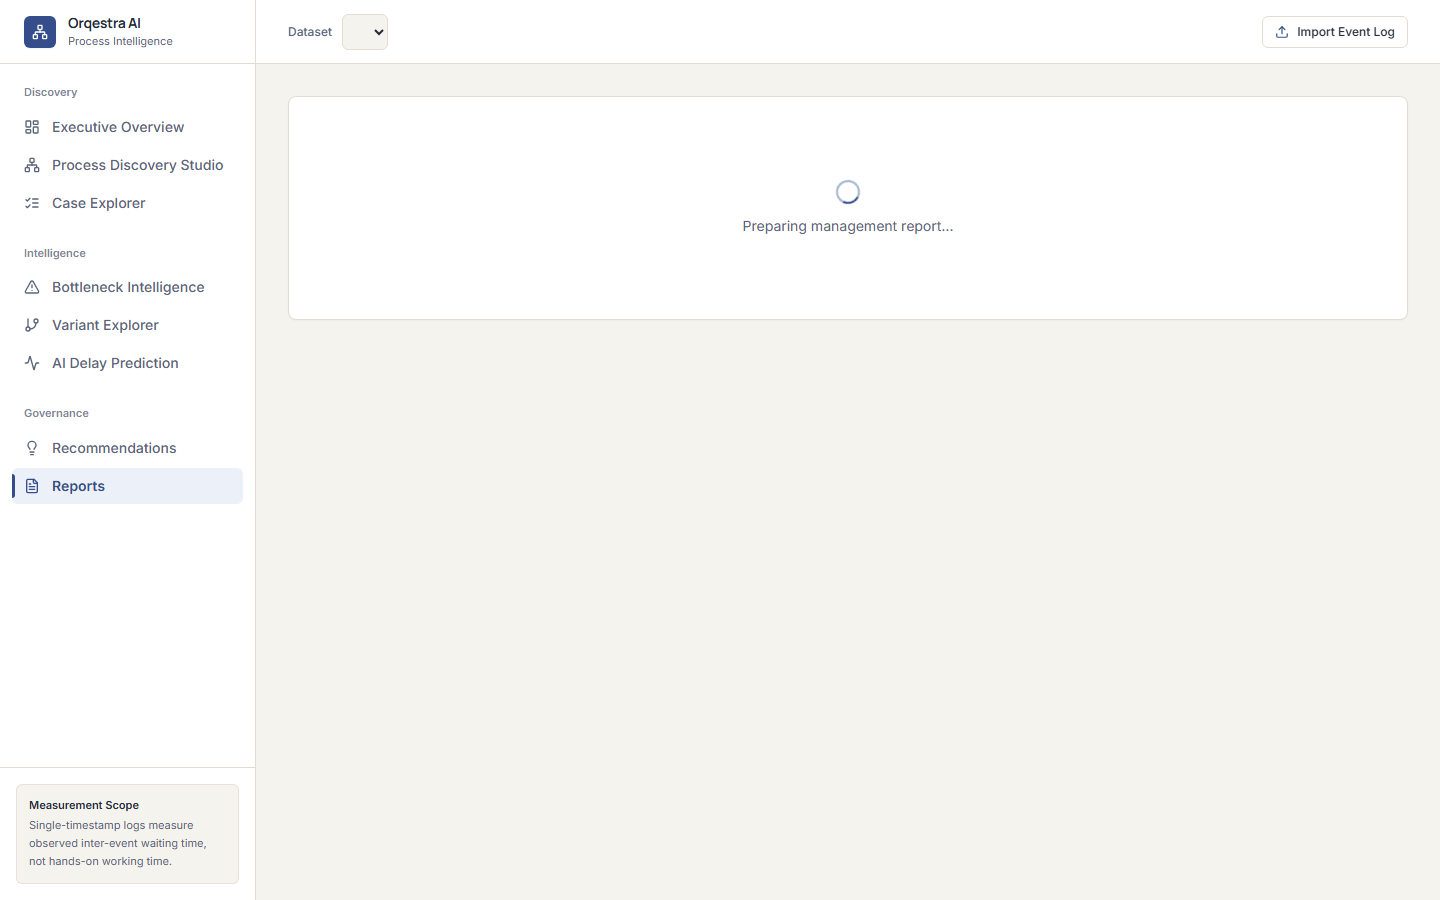 Orqestra AI
Process Intelligence
Dataset
Import Event Log
Discovery
Executive Overview
Process Discovery Studio
Case Explorer
Intelligence
Bottleneck Intelligence
Variant Explorer
AI Delay Prediction
Governance
Recommendations
Reports
Preparing management report...
Measurement Scope
Single-timestamp logs measure
observed inter-event waiting time,
not hands-on working time.